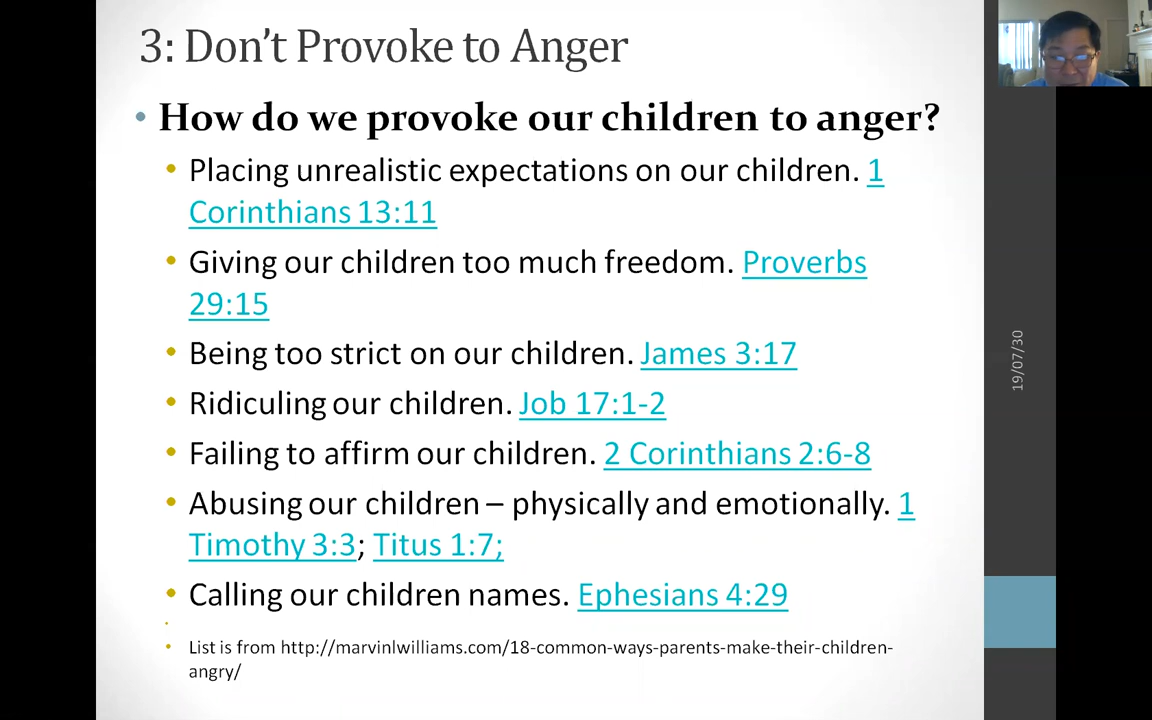 3: Don't Provoke to Anger
• How do we provoke our children to anger?
• Placing unrealistic expectations on our children. 1
Corinthians 13:11
• Giving our children too much freedom. Proverbs
29:15
• Being too strict on our children. James 3:17
• Ridiculing our children. Job 17:1-2
• Failing to affirm our children. 2 Corinthians 2:6-8
• Abusing our children – physically and emotionally. 1
Timothy 3:3; Titus 1:7;
• Calling our children names. Ephesians 4:29
• List is from http://marvinlwilliams.com/18-common-ways-parents-make-their-children-
angry/
19/07/30